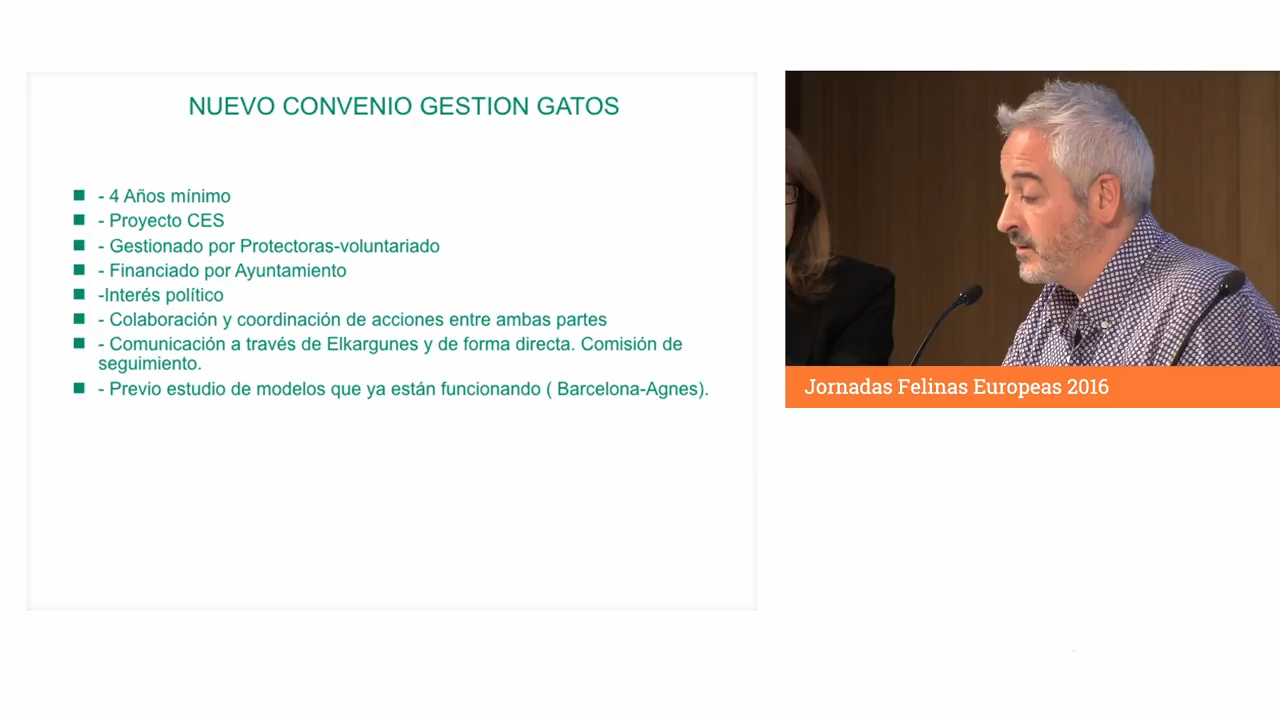 NUEVO CONVENIO GESTION GATOS
- 4 Años mínimo
- Proyecto CES
- Gestionado por Protectoras-voluntariado
- Financiado por Ayuntamiento
-Interés político
- Colaboración y coordinación de acciones entre ambas partes
- Comunicación a través de Elkargunes y de forma directa. Comisión de
seguimiento.
- Previo estudio de modelos que ya están funcionando ( Barcelona-Agnes).
Jornadas Felinas Europeas 2016